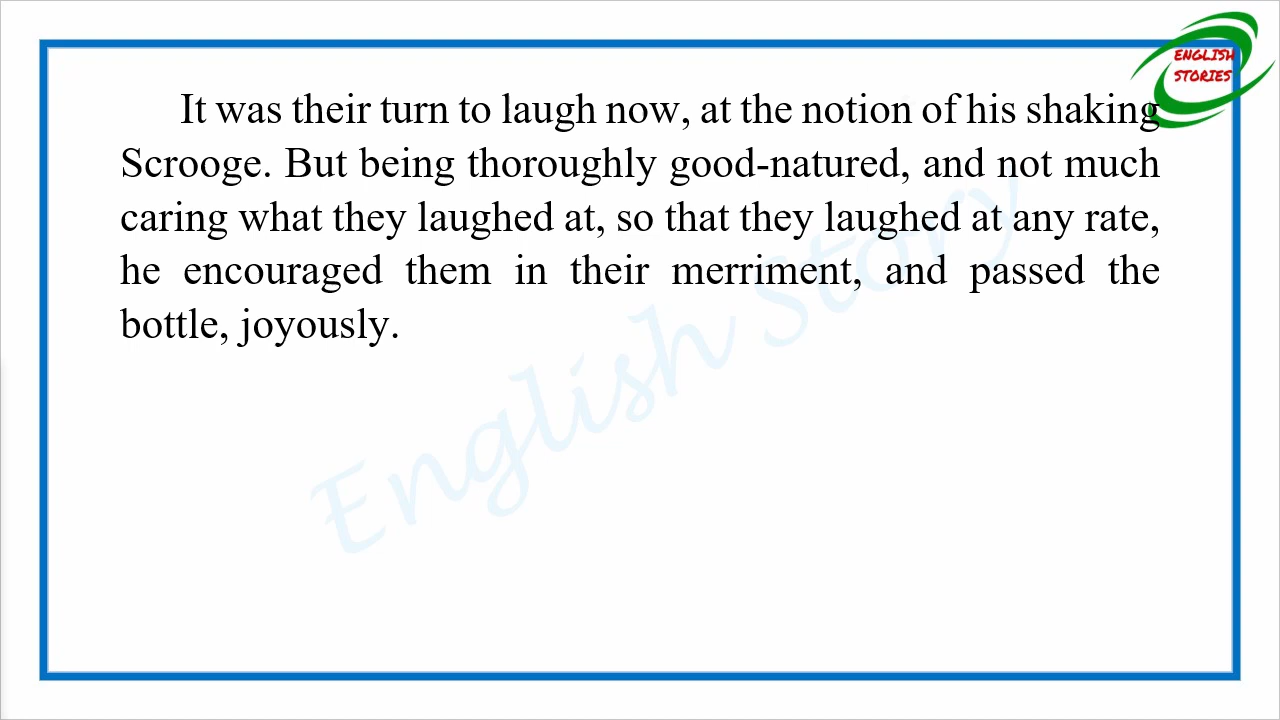 ENGLISH
STORIES
It was their turn to laugh now, at the notion of his shaking
Scrooge. But being thoroughly good-natured, and not much
caring what they laughed at, so that they laughed at any rate,
he encouraged them in their merriment, and passed the
bottle, joyously.
English Story